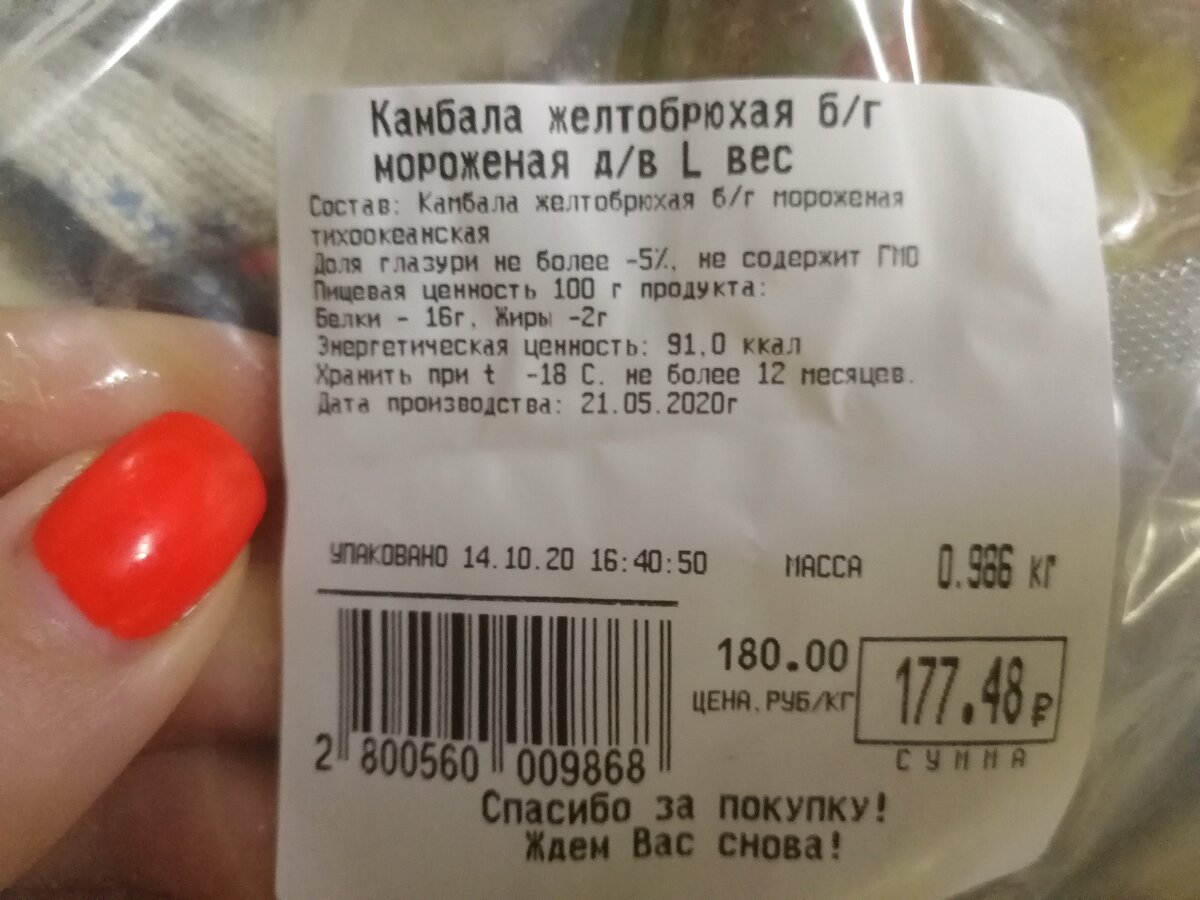 Камбала желтобрюхая б/г
мороженая д/в L вес
Состав: Камбала желтобрюхая б/г мороженая
тихоокеанская
Доля глазури не более -5%, не содержит ГМО
Пищевая ценность 100 г продукта:
Белки - 16г, Жиры -2г
Энергетическая ценность: 91,0 ккал
Хранить при t -18 С. не более 12 месяцев.
Дата производства: 21.05.2020г
УПАКОВАНО 14.10.20 16:40:50 МАССА 0.986 кг
180.00 177.48 ₽
ЦЕНА,РУБ/КГ СУММА
2 800560 009868
Спасибо за покупку!
Ждем Вас снова!